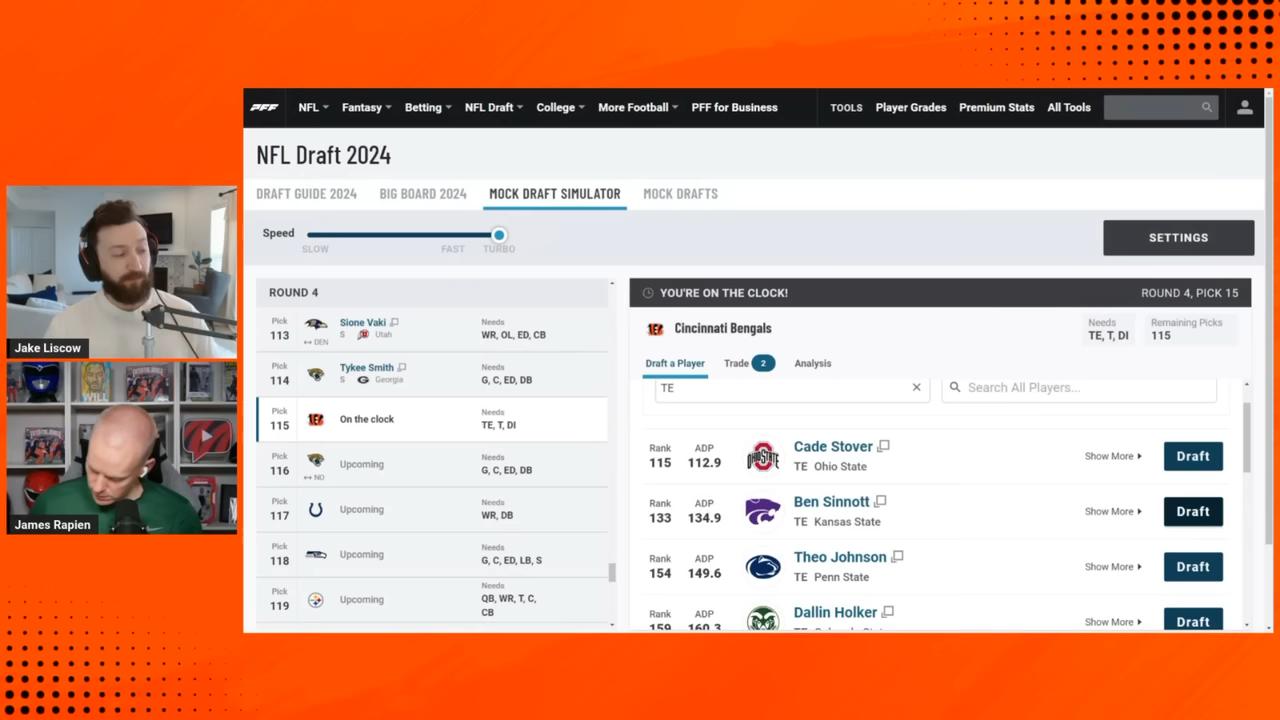 PFF
NFL
Fantasy
Betting
NFL Draft
College
More Football
PFF for Business
TOOLS
Player Grades
Premium Stats
All Tools
NFL Draft 2024
DRAFT GUIDE 2024
BIG BOARD 2024
MOCK DRAFT SIMULATOR
MOCK DRAFTS
Speed
SLOW
FAST
TURBO
SETTINGS
ROUND 4
Pick
113
↔ DEN
Sione Vaki
S Utah
Needs
WR, OL, ED, CB
Pick
114
Tykee Smith
S Georgia
Needs
G, C, ED, DB
Pick
115
On the clock
Needs
TE, T, DI
Pick
116
↔ NO
Upcoming
Needs
G, C, ED, DB
Pick
117
Upcoming
Needs
WR, DB
Pick
118
Upcoming
Needs
G, C, ED, LB, S
Pick
119
Upcoming
Needs
QB, WR, T, C,
CB
YOU'RE ON THE CLOCK!
ROUND 4, PICK 15
Cincinnati Bengals
Needs
TE, T, DI
Remaining Picks
115
Draft a Player
Trade 2
Analysis
TE
Search All Players...
Rank
115
ADP
112.9
OHIO STATE
Cade Stover
TE Ohio State
Show More
Draft
Rank
133
ADP
134.9
Ben Sinnott
TE Kansas State
Show More
Draft
Rank
154
ADP
149.6
Theo Johnson
TE Penn State
Show More
Draft
Rank
159
ADP
160.3
Dallin Holker
Show More
Draft
Jake Liscow
WILL
James Rapien